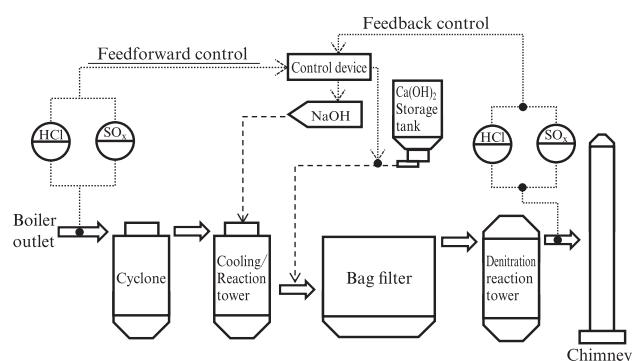 Feedback control
Feedforward control
Control device
Ca(OH)2
Storage
tank
NaOH
HCl
SOx
HCl
SOx
Boiler
outlet
Cyclone
Cooling/
Reaction
tower
Bag filter
Denitration
reaction
tower
Chimney